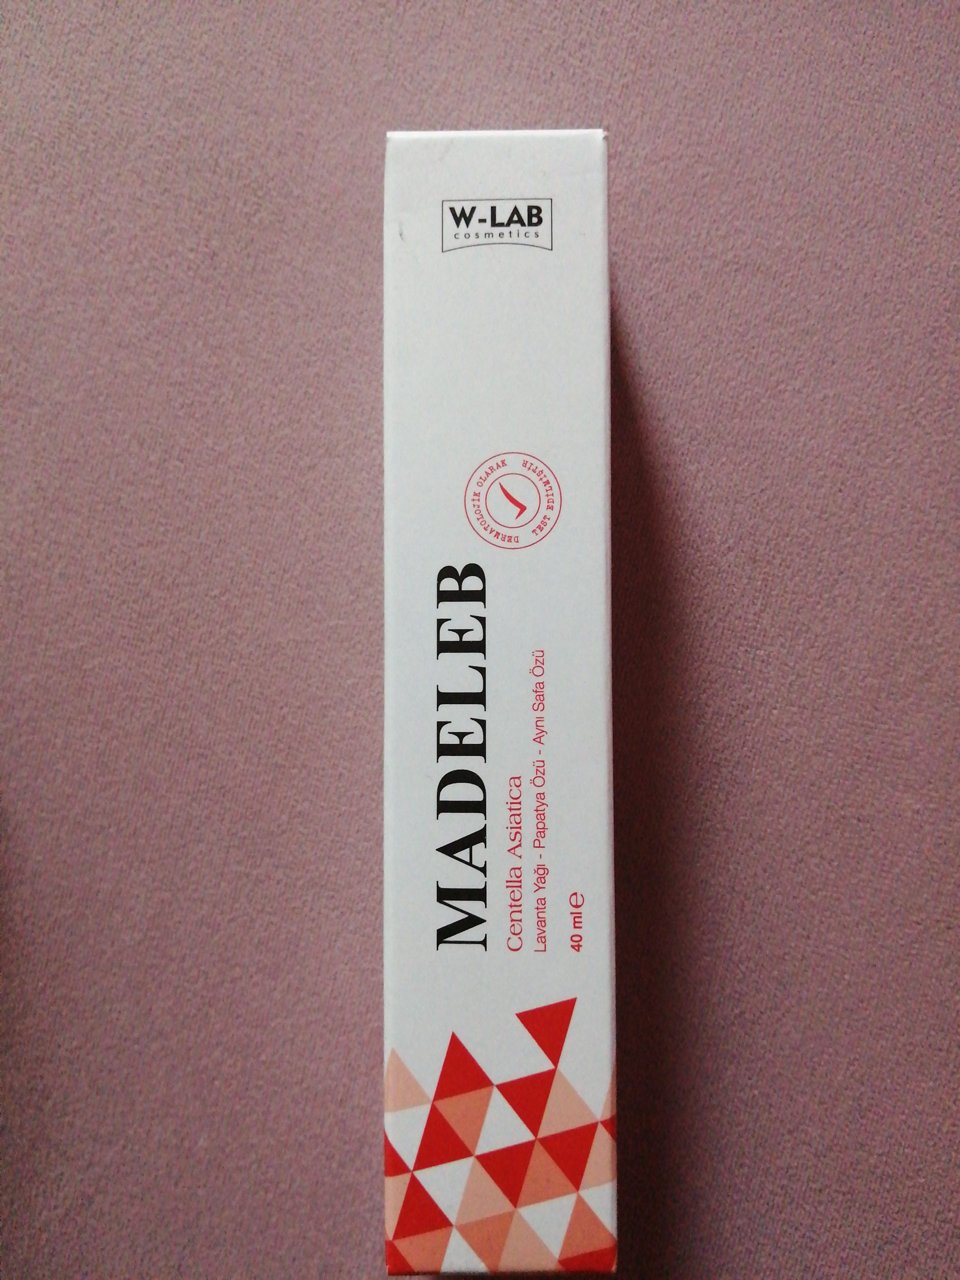 W-LAB
cosmetics
DERMATOLOJİK OLARAK
TEST EDİLMİŞTİR
MADELEB
Centella Asiatica
Lavanta Yağı - Papatya Özü - Aynı Safa Özü
40 ml e